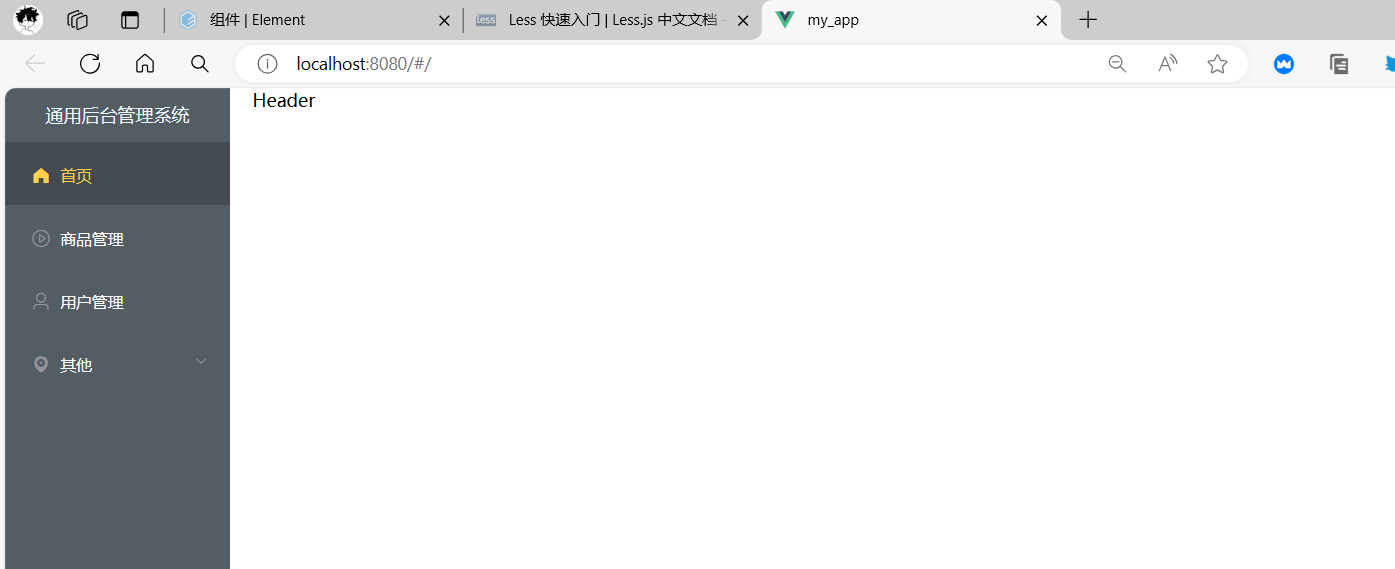 组件 | Element
Less 快速入门 | Less.js 中文文档 -
my_app
localhost:8080/#/
通用后台管理系统
Header
首页
商品管理
用户管理
其他